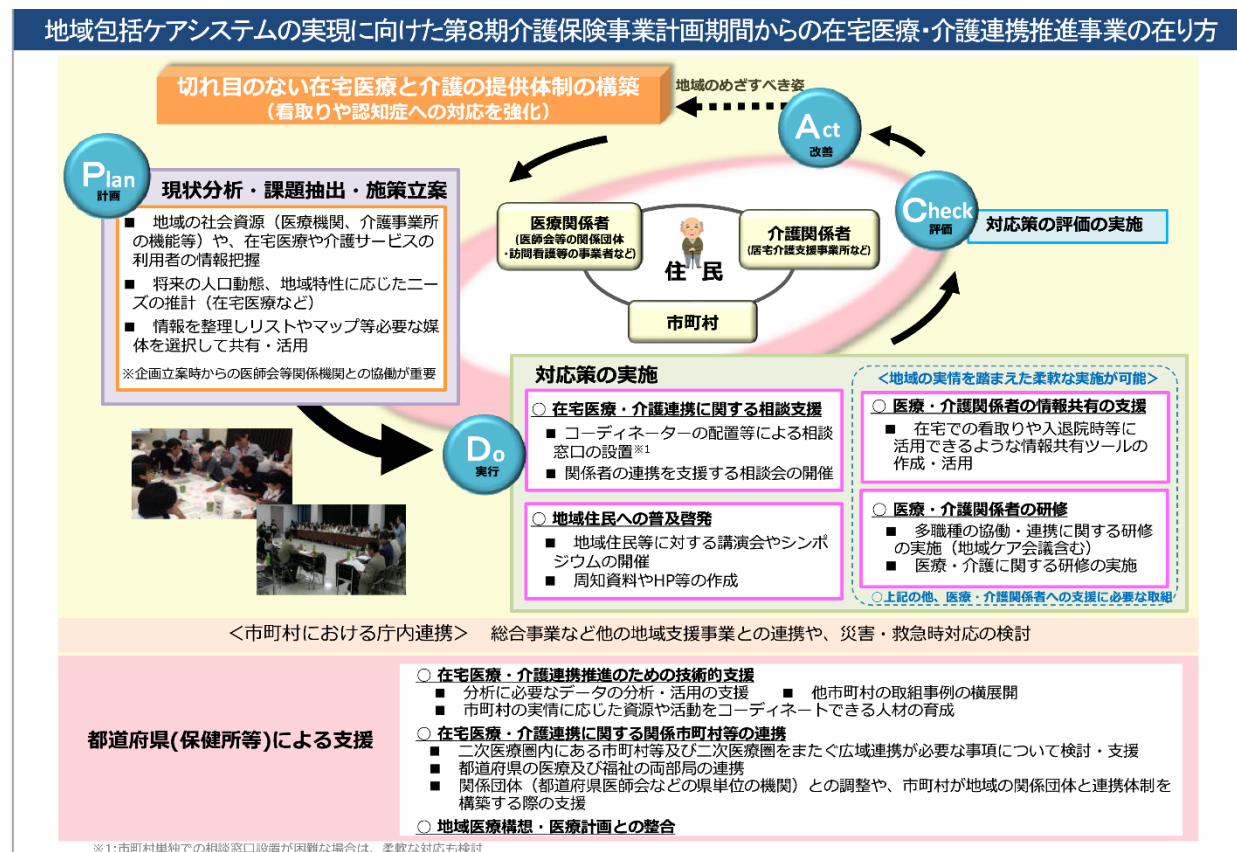 地域包括ケアシステムの実現に向けた第8期介護保険事業計画期間からの在宅医療・介護連携推進事業の在り方
切れ目のない在宅医療と介護の提供体制の構築
（看取りや認知症への対応を強化）
地域のめざすべき姿
Act
改善
Plan
計画
現状分析・課題抽出・施策立案
■ 地域の社会資源（医療機関、介護事業所
の機能等）や、在宅医療や介護サービスの
利用者の情報把握
■ 将来の人口動態、地域特性に応じたニー
ズの推計（在宅医療など）
■ 情報を整理しリストやマップ等必要な媒
体を選択して共有・活用
※企画立案時からの医師会等関係機関との協働が重要
医療関係者
(医師会等の関係団体
・訪問看護等の事業者など)
介護関係者
(居宅介護支援事業所など)
住 民
市町村
Check
評価
対応策の評価の実施
Do
実行
対応策の実施
○ 在宅医療・介護連携に関する相談支援
■ コーディネーターの配置等による相談
窓口の設置※1
■ 関係者の連携を支援する相談会の開催
○ 地域住民への普及啓発
■ 地域住民等に対する講演会やシンポ
ジウムの開催
■ 周知資料やHP等の作成
＜地域の実情を踏まえた柔軟な実施が可能＞
○ 医療・介護関係者の情報共有の支援
■ 在宅での看取りや入退院時等に
活用できるような情報共有ツールの
作成・活用
○ 医療・介護関係者の研修
■ 多職種の協働・連携に関する研修
の実施（地域ケア会議含む）
■ 医療・介護に関する研修の実施
○上記の他、医療・介護関係者への支援に必要な取組
＜市町村における庁内連携＞ 総合事業など他の地域支援事業との連携や、災害・救急時対応の検討
都道府県(保健所等)による支援
○ 在宅医療・介護連携推進のための技術的支援
■ 分析に必要なデータの分析・活用の支援 ■ 他市町村の取組事例の横展開
■ 市町村の実情に応じた資源や活動をコーディネートできる人材の育成
○ 在宅医療・介護連携に関する関係市町村等の連携
■ 二次医療圏内にある市町村等及び二次医療圏をまたぐ広域連携が必要な事項について検討・支援
■ 都道府県の医療及び福祉の両部局の連携
■ 関係団体（都道府県医師会などの県単位の機関）との調整や、市町村が地域の関係団体と連携体制を
構築する際の支援
○ 地域医療構想・医療計画との整合
※1:市町村単独での相談窓口設置が困難な場合は、柔軟な対応も検討